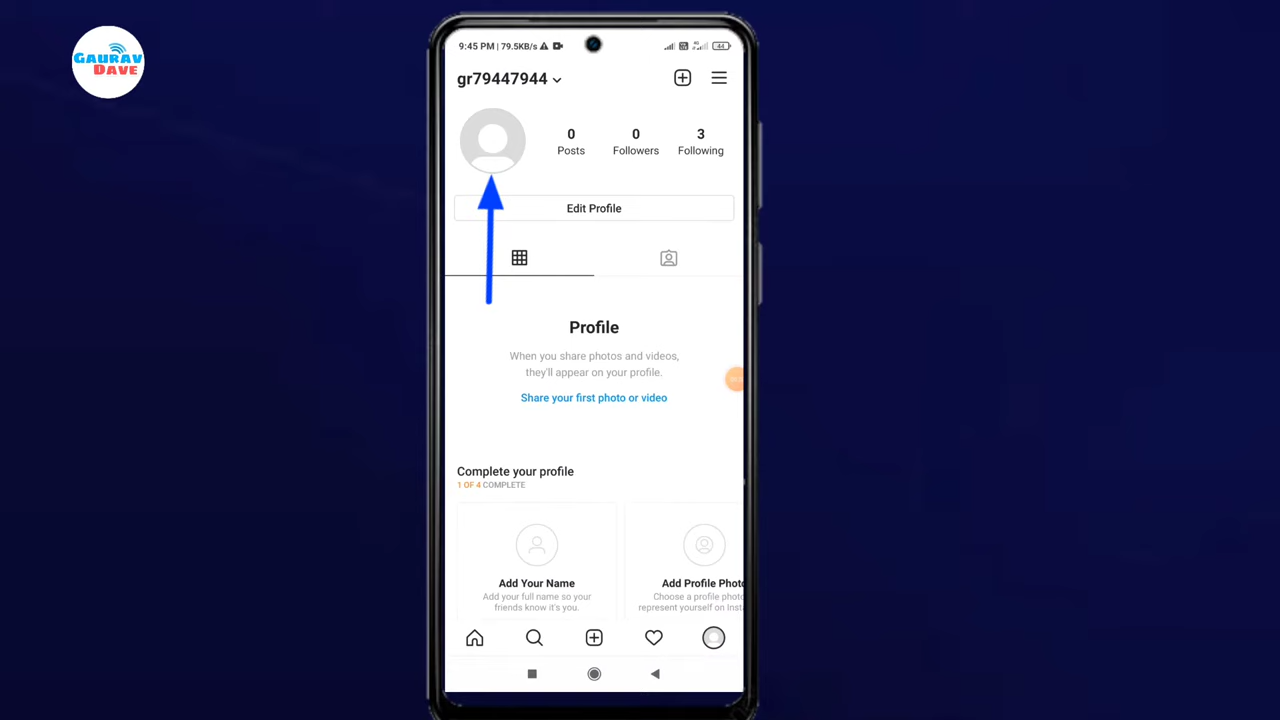 GAURAV
DAVE
9:45 PM | 79.5KB/s
44
gr79447944
0
Posts
0
Followers
3
Following
Edit Profile
Profile
When you share photos and videos,
they'll appear on your profile.
Share your first photo or video
Complete your profile
1 OF 4 COMPLETE
Add Your Name
Add your full name so your
friends know it's you.
Add Profile Photo
Choose a profile photo
represent yourself on Inst